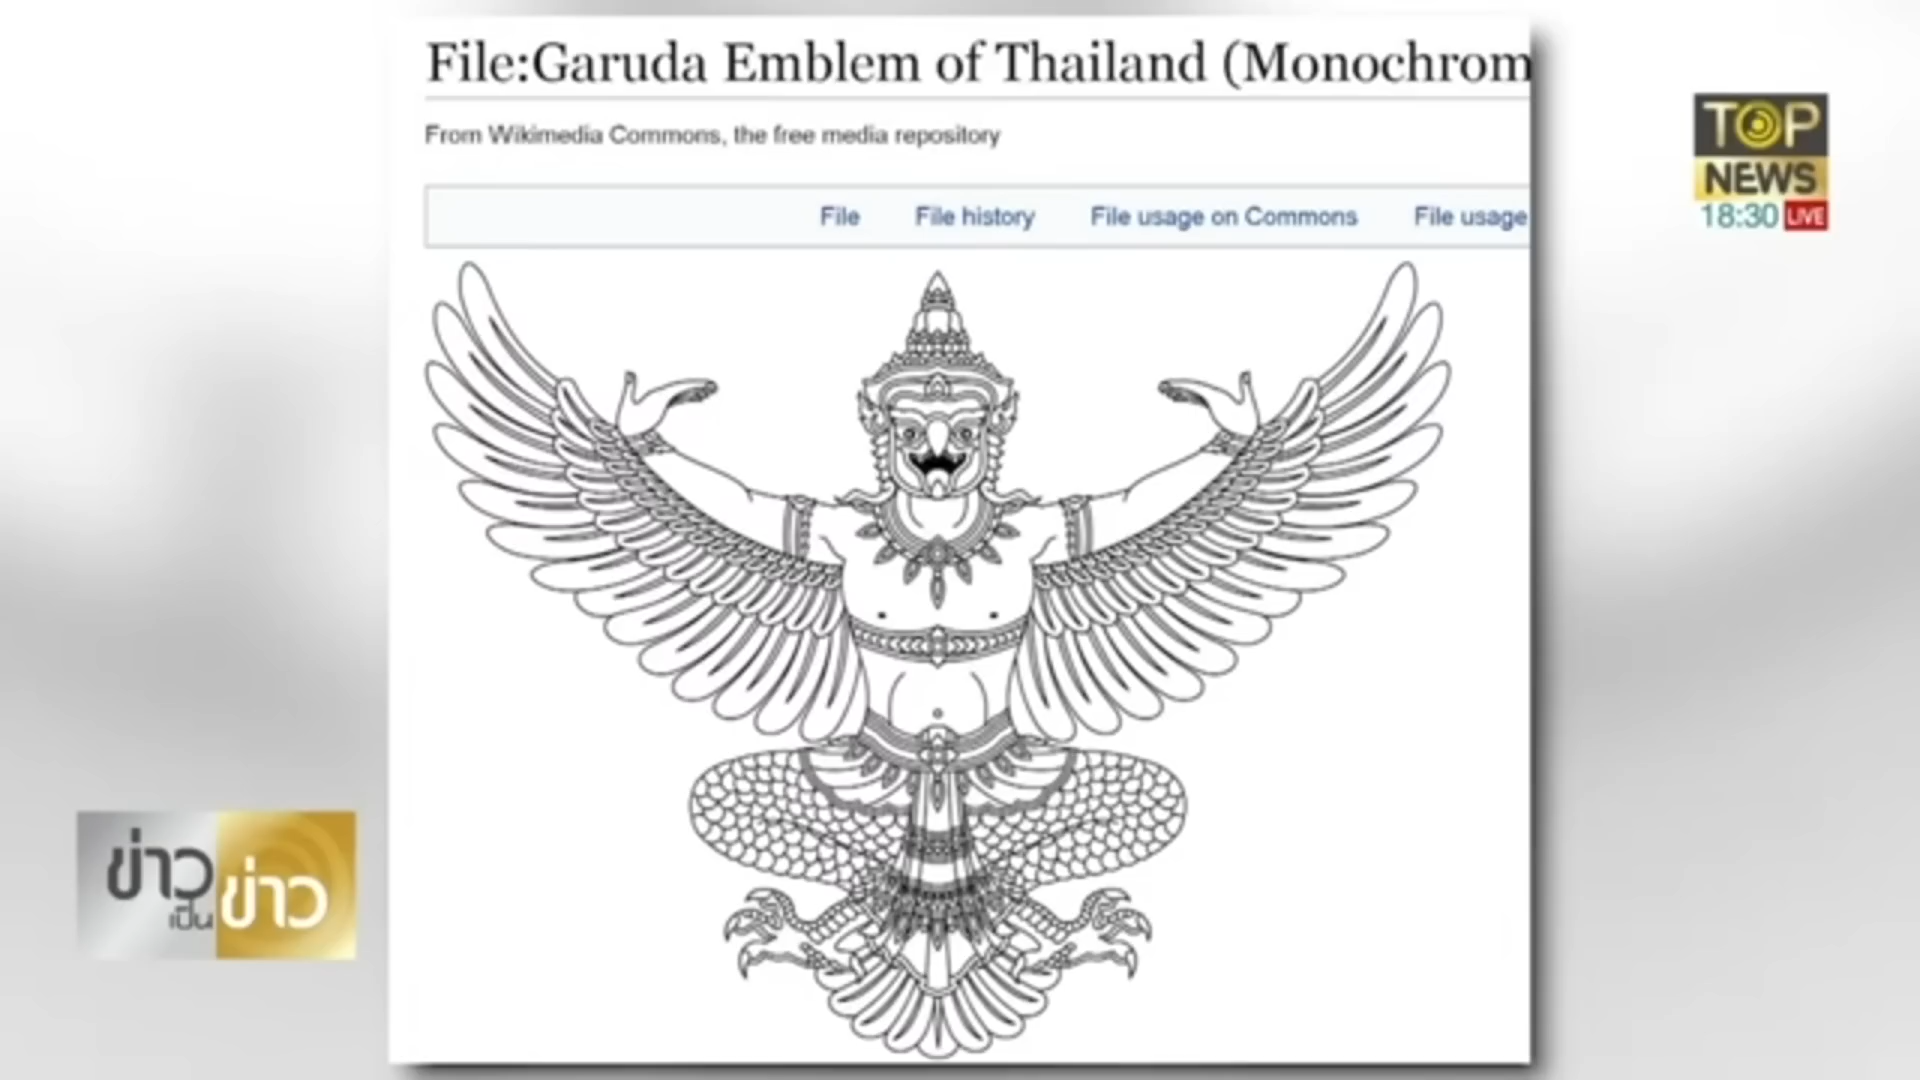 File:Garuda Emblem of Thailand (Monochrom
From Wikimedia Commons, the free media repository
File File history File usage on Commons File usage
TOP
NEWS
18:30 LIVE
ข่าว
เป็น
ข่าว